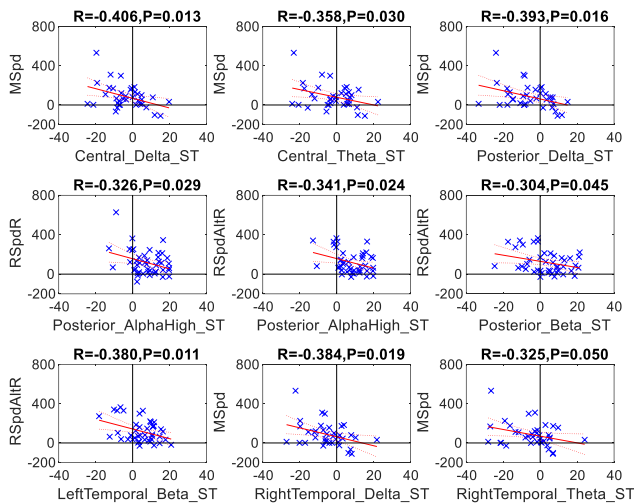 R=-0.406,P=0.013 R=-0.358,P=0.030 R=-0.393,P=0.016
MSpd MSpd MSpd
800 800 800
400 400 400
0 0 0
-200 -200 -200
-40 -20 0 20 40 -40 -20 0 20 40 -40 -20 0 20 40
Central_Delta_ST Central_Theta_ST Posterior_Delta_ST
R=-0.326,P=0.029 R=-0.341,P=0.024 R=-0.304,P=0.045
RSpdR RSpdAltR RSpdAltR
800 800 800
400 400 400
0 0 0
-200 -200 -200
-40 -20 0 20 40 -40 -20 0 20 40 -40 -20 0 20 40
Posterior_AlphaHigh_ST Posterior_AlphaHigh_ST Posterior_Beta_ST
R=-0.380,P=0.011 R=-0.384,P=0.019 R=-0.325,P=0.050
RSpdAltR MSpd MSpd
800 800 800
400 400 400
0 0 0
-200 -200 -200
-40 -20 0 20 40 -40 -20 0 20 40 -40 -20 0 20 40
LeftTemporal_Beta_ST RightTemporal_Delta_ST RightTemporal_Theta_ST